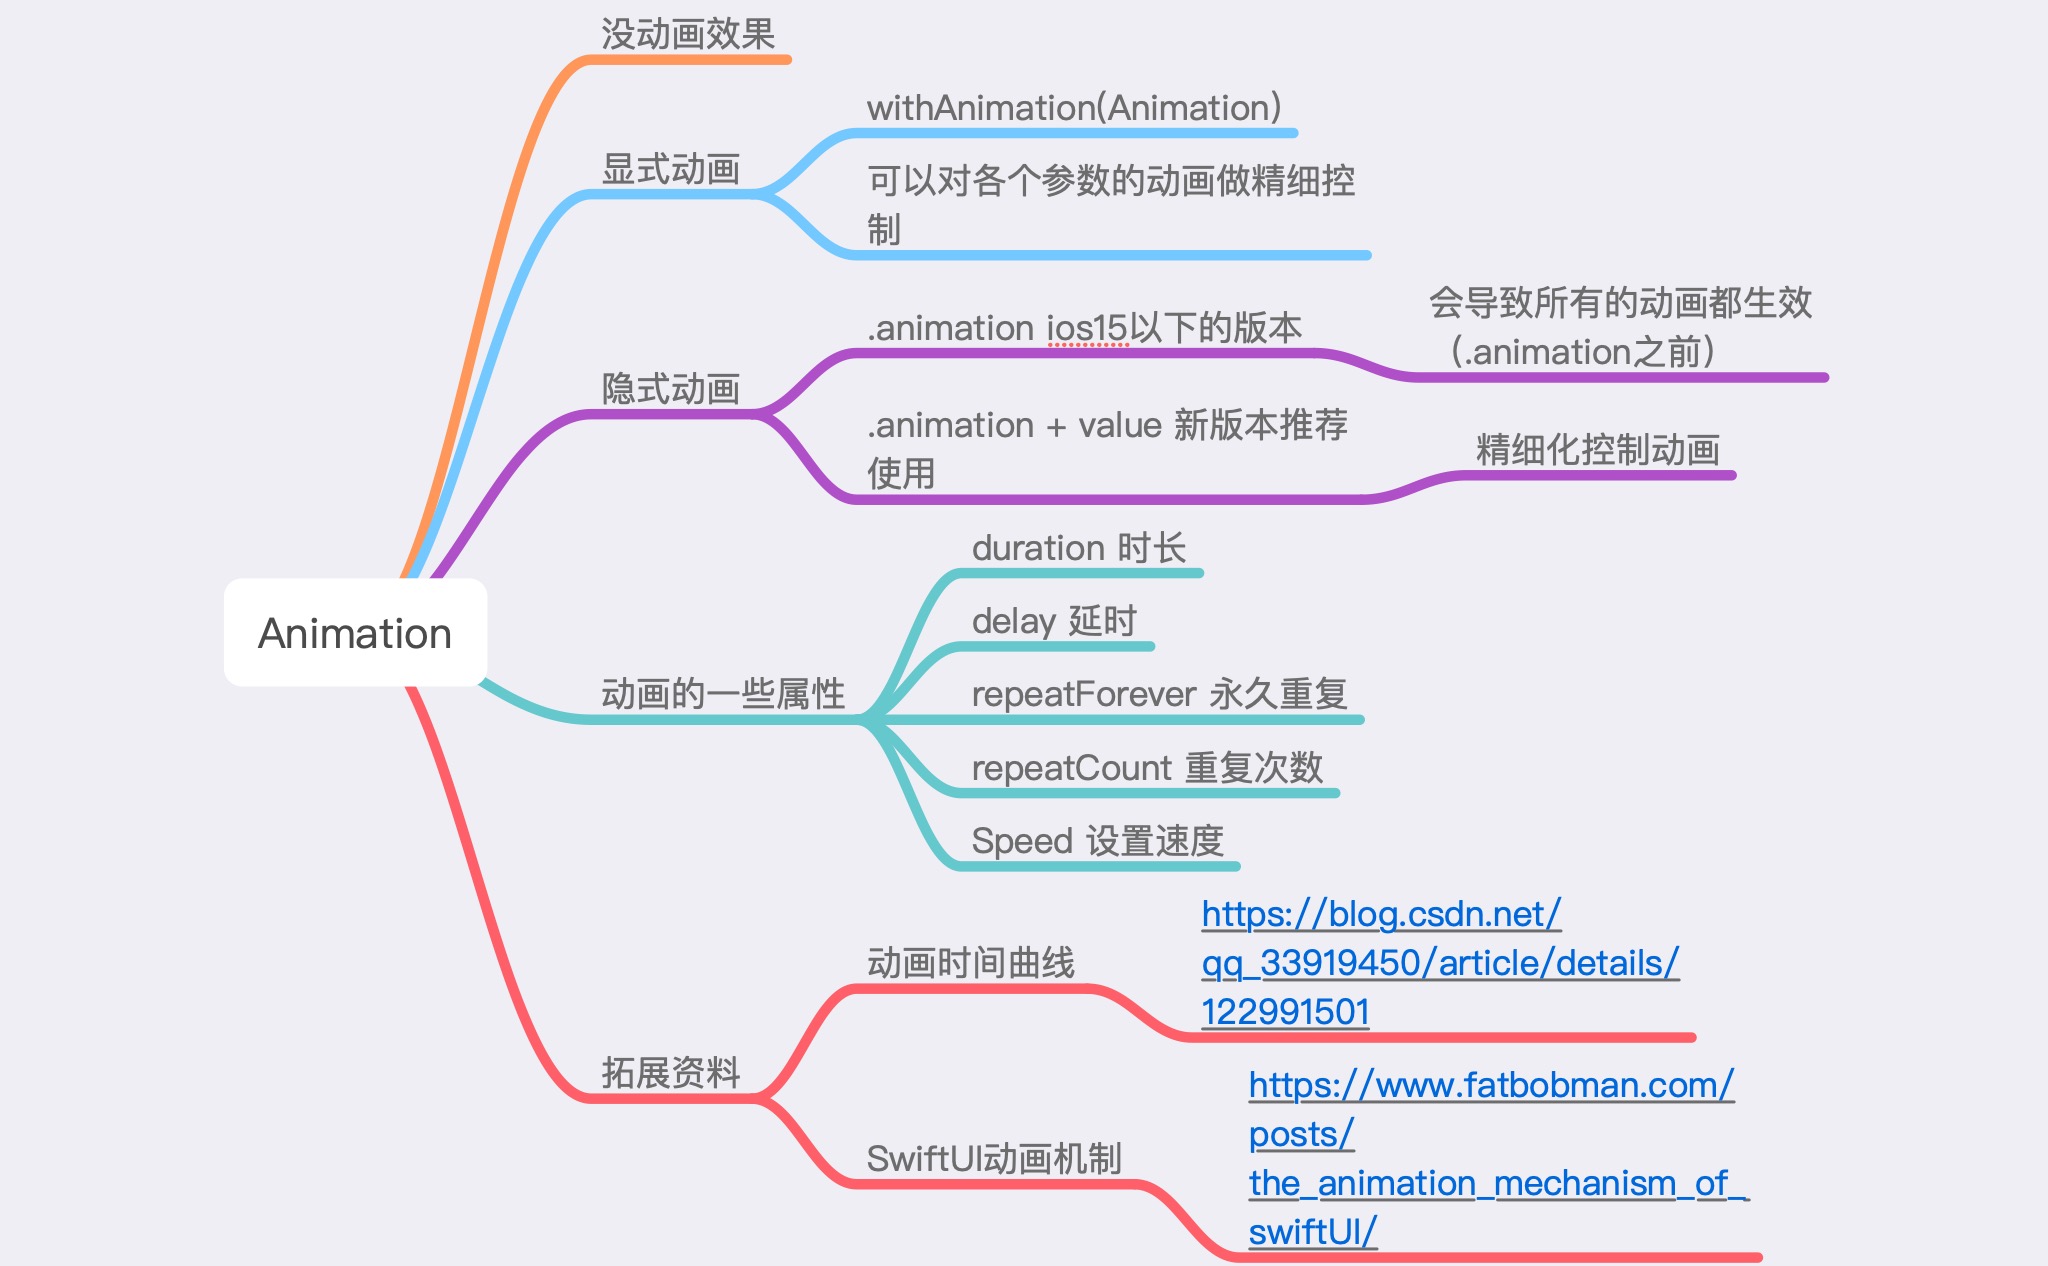 没动画效果
withAnimation(Animation)
显式动画
可以对各个参数的动画做精细控
制
会导致所有的动画都生效
.animation ios15以下的版本
（.animation之前）
隐式动画
.animation + value 新版本推荐
使用
精细化控制动画
duration 时长
delay 延时
Animation
动画的一些属性
repeatForever 永久重复
repeatCount 重复次数
Speed 设置速度
动画时间曲线
https://blog.csdn.net/
qq_33919450/article/details/
122991501
拓展资料
SwiftUI动画机制
https://www.fatbobman.com/
posts/
the_animation_mechanism_of_
swiftUI/